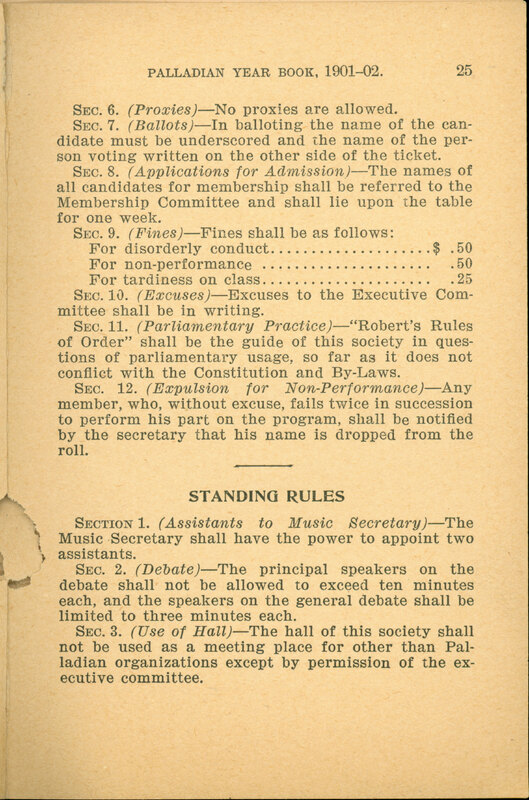 PALLADIAN YEAR BOOK, 1901-02. 25
SEC. 6. (Proxies)—No proxies are allowed.
SEC. 7. (Ballots)—In balloting the name of the can-
didate must be underscored and the name of the per-
son voting written on the other side of the ticket.
SEC. 8. (Applications for Admission)—The names of
all candidates for membership shall be referred to the
Membership Committee and shall lie upon the table
for one week.
SEC. 9. (Fines)—Fines shall be as follows:
For disorderly conduct....................$ .50
For non-performance ..................... .50
For tardiness on class..................... .25
SEC. 10. (Excuses)—Excuses to the Executive Com-
mittee shall be in writing.
SEC. 11. (Parliamentary Practice)—“Robert’s Rules
of Order” shall be the guide of this society in ques-
tions of parliamentary usage, so far as it does not
conflict with the Constitution and By-Laws.
SEC. 12. (Expulsion for Non-Performance)—Any
member, who, without excuse, fails twice in succession
to perform his part on the program, shall be notified
by the secretary that his name is dropped from the
roll.
STANDING RULES
SECTION 1. (Assistants to Music Secretary)—The
Music Secretary shall have the power to appoint two
assistants.
SEC. 2. (Debate)—The principal speakers on the
debate shall not be allowed to exceed ten minutes
each, and the speakers on the general debate shall be
limited to three minutes each.
SEC. 3. (Use of Hall)—The hall of this society shall
not be used as a meeting place for other than Pal-
ladian organizations except by permission of the ex-
ecutive committee.